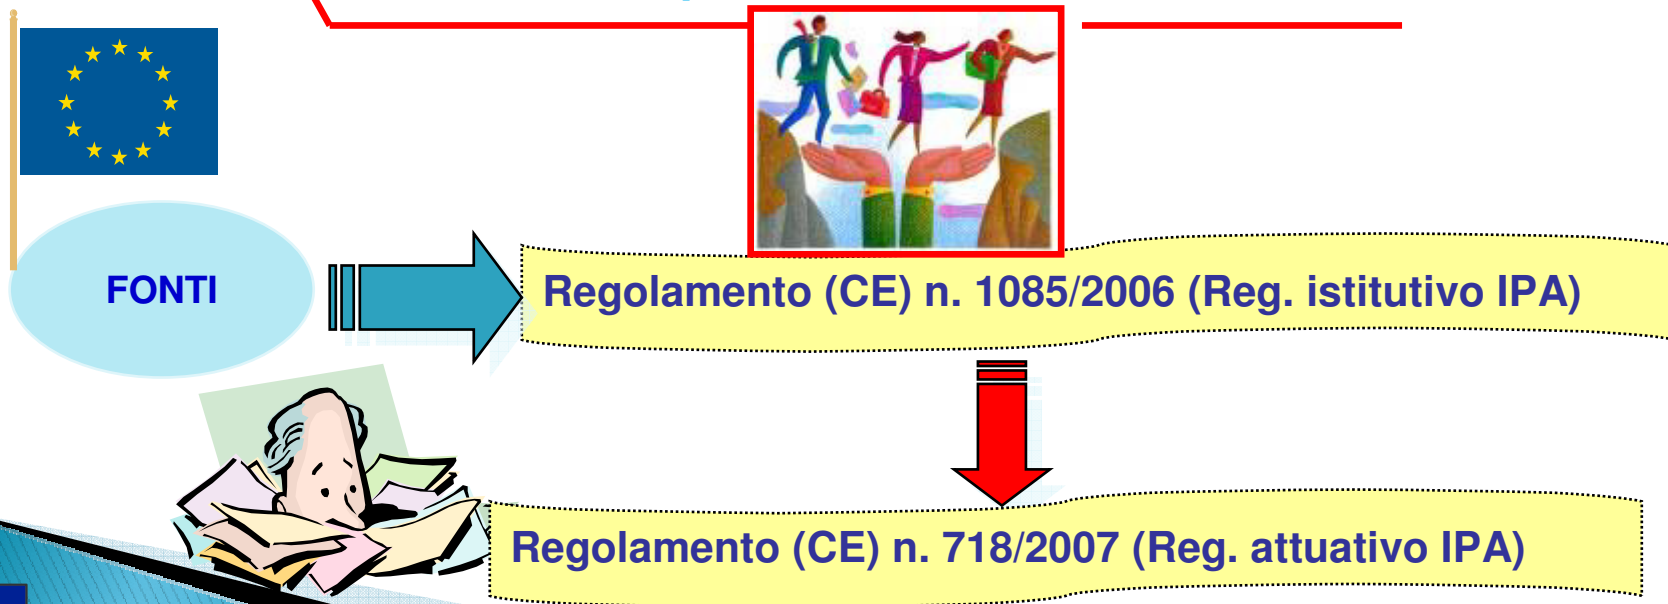 FONTI
Regolamento (CE) n. 1085/2006 (Reg. istitutivo IPA)
Regolamento (CE) n. 718/2007 (Reg. attuativo IPA)